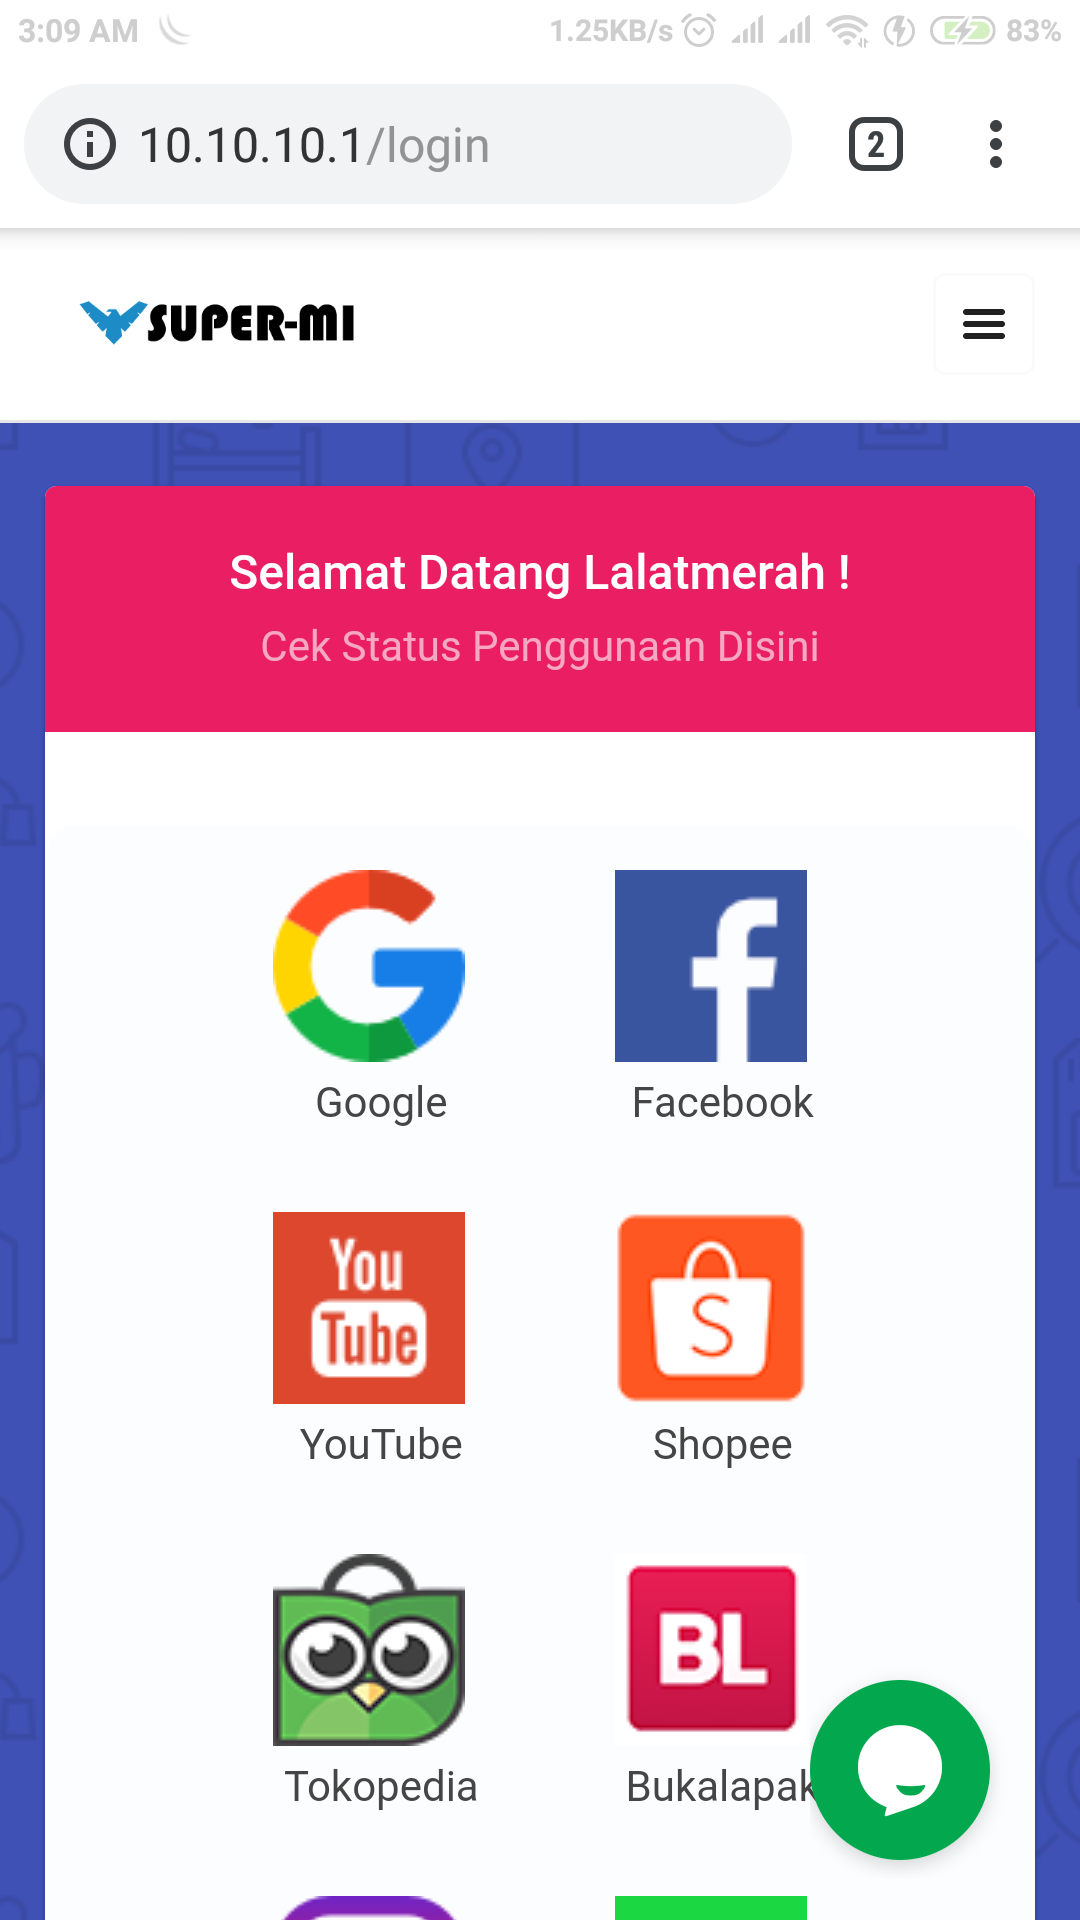 3:09 AM 1.25KB/s 83%
10.10.10.1/login 2
SUPER-MI
Selamat Datang Lalatmerah !
Cek Status Penggunaan Disini
Google Facebook
You
Tube
S
YouTube Shopee
BL
Tokopedia Bukalapak